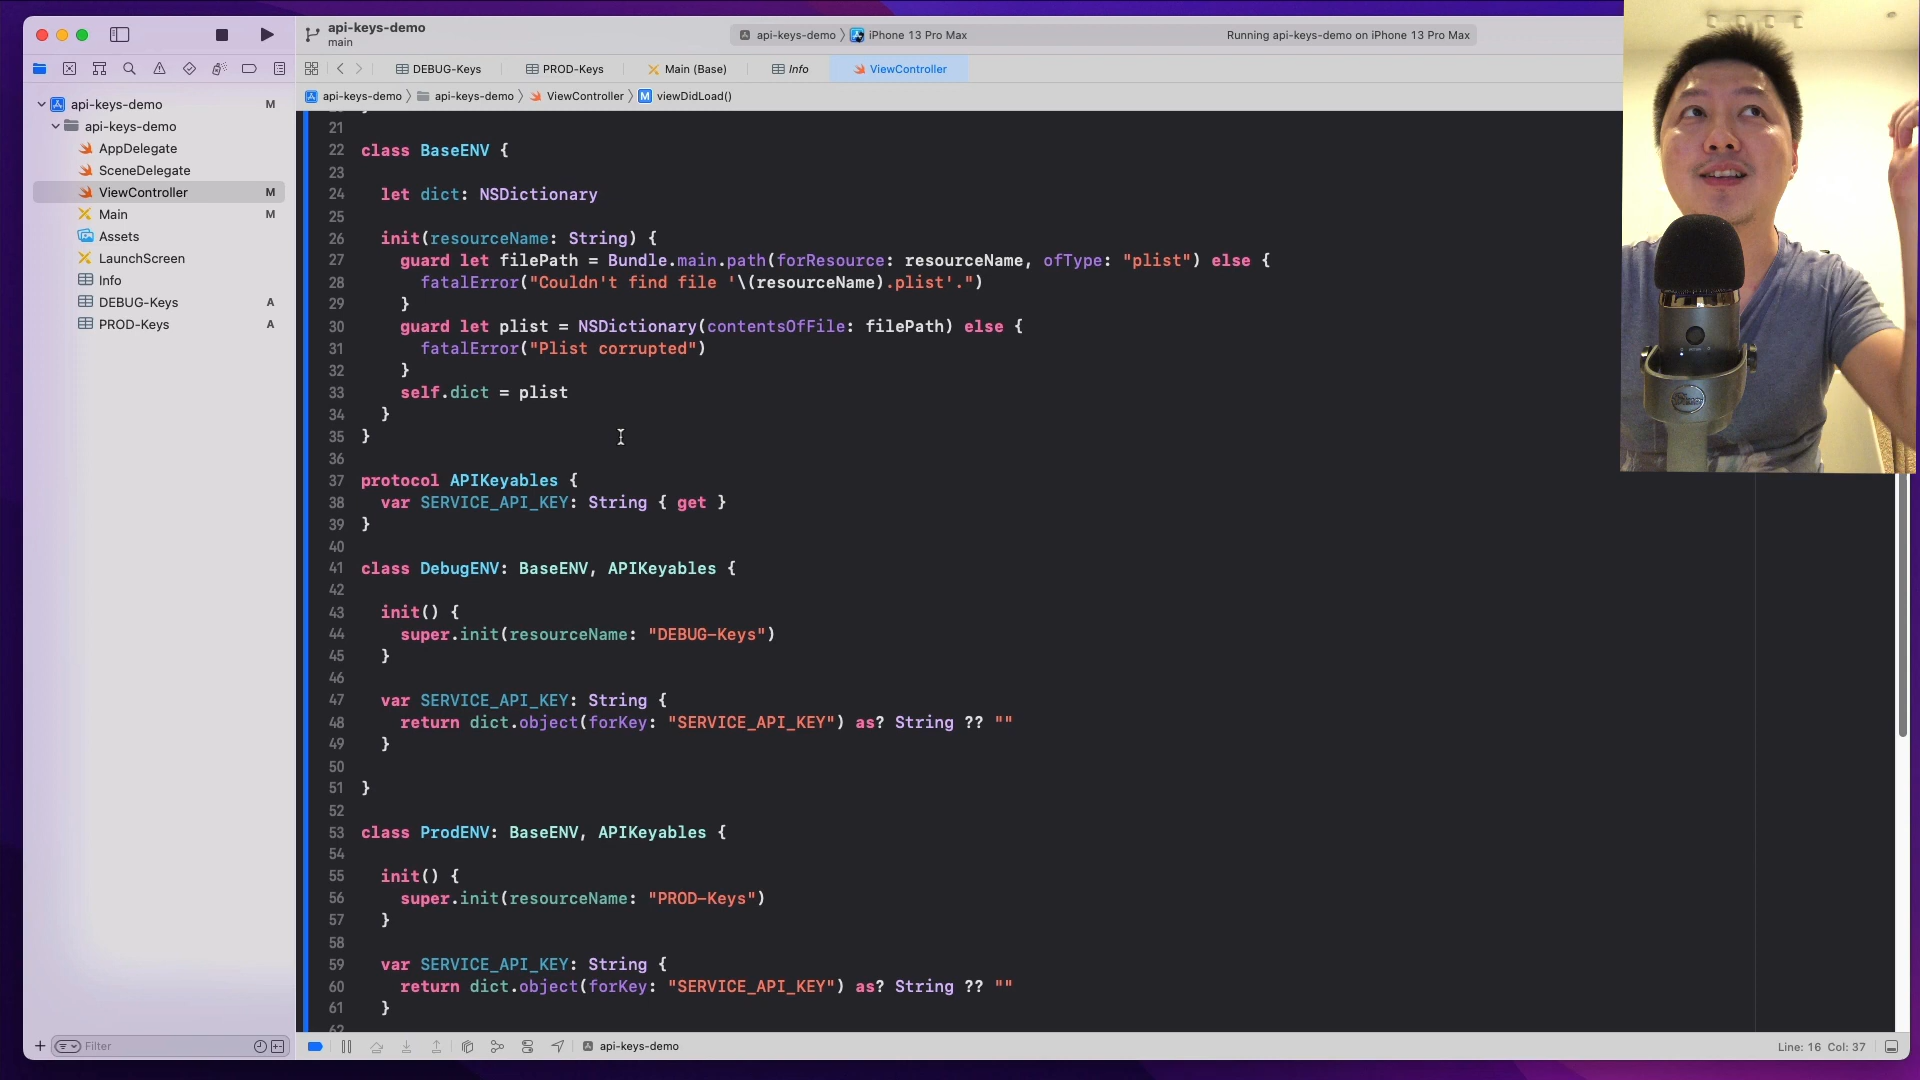 api-keys-demo
main
api-keys-demo
iPhone 13 Pro Max
Running api-keys-demo on iPhone 13 Pro Max
DEBUG-Keys
PROD-Keys
Main (Base)
Info
ViewController
api-keys-demo
api-keys-demo
ViewController
M
viewDidLoad()
api-keys-demo M
api-keys-demo
AppDelegate
SceneDelegate
ViewController M
Main M
Assets
LaunchScreen
Info
DEBUG-Keys A
PROD-Keys A
21
22 class BaseENV {
23
24 let dict: NSDictionary
25
26 init(resourceName: String) {
27 guard let filePath = Bundle.main.path(forResource: resourceName, ofType: "plist") else {
28 fatalError("Couldn't find file '\(resourceName).plist'.")
29 }
30 guard let plist = NSDictionary(contentsOfFile: filePath) else {
31 fatalError("Plist corrupted")
32 }
33 self.dict = plist
34 }
35 }
36
37 protocol APIKeyables {
38 var SERVICE_API_KEY: String { get }
39 }
40
41 class DebugENV: BaseENV, APIKeyables {
42
43 init() {
44 super.init(resourceName: "DEBUG-Keys")
45 }
46
47 var SERVICE_API_KEY: String {
48 return dict.object(forKey: "SERVICE_API_KEY") as? String ?? ""
49 }
50
51 }
52
53 class ProdENV: BaseENV, APIKeyables {
54
55 init() {
56 super.init(resourceName: "PROD-Keys")
57 }
58
59 var SERVICE_API_KEY: String {
60 return dict.object(forKey: "SERVICE_API_KEY") as? String ?? ""
61 }
62
Filter
api-keys-demo
Line: 16 Col: 37